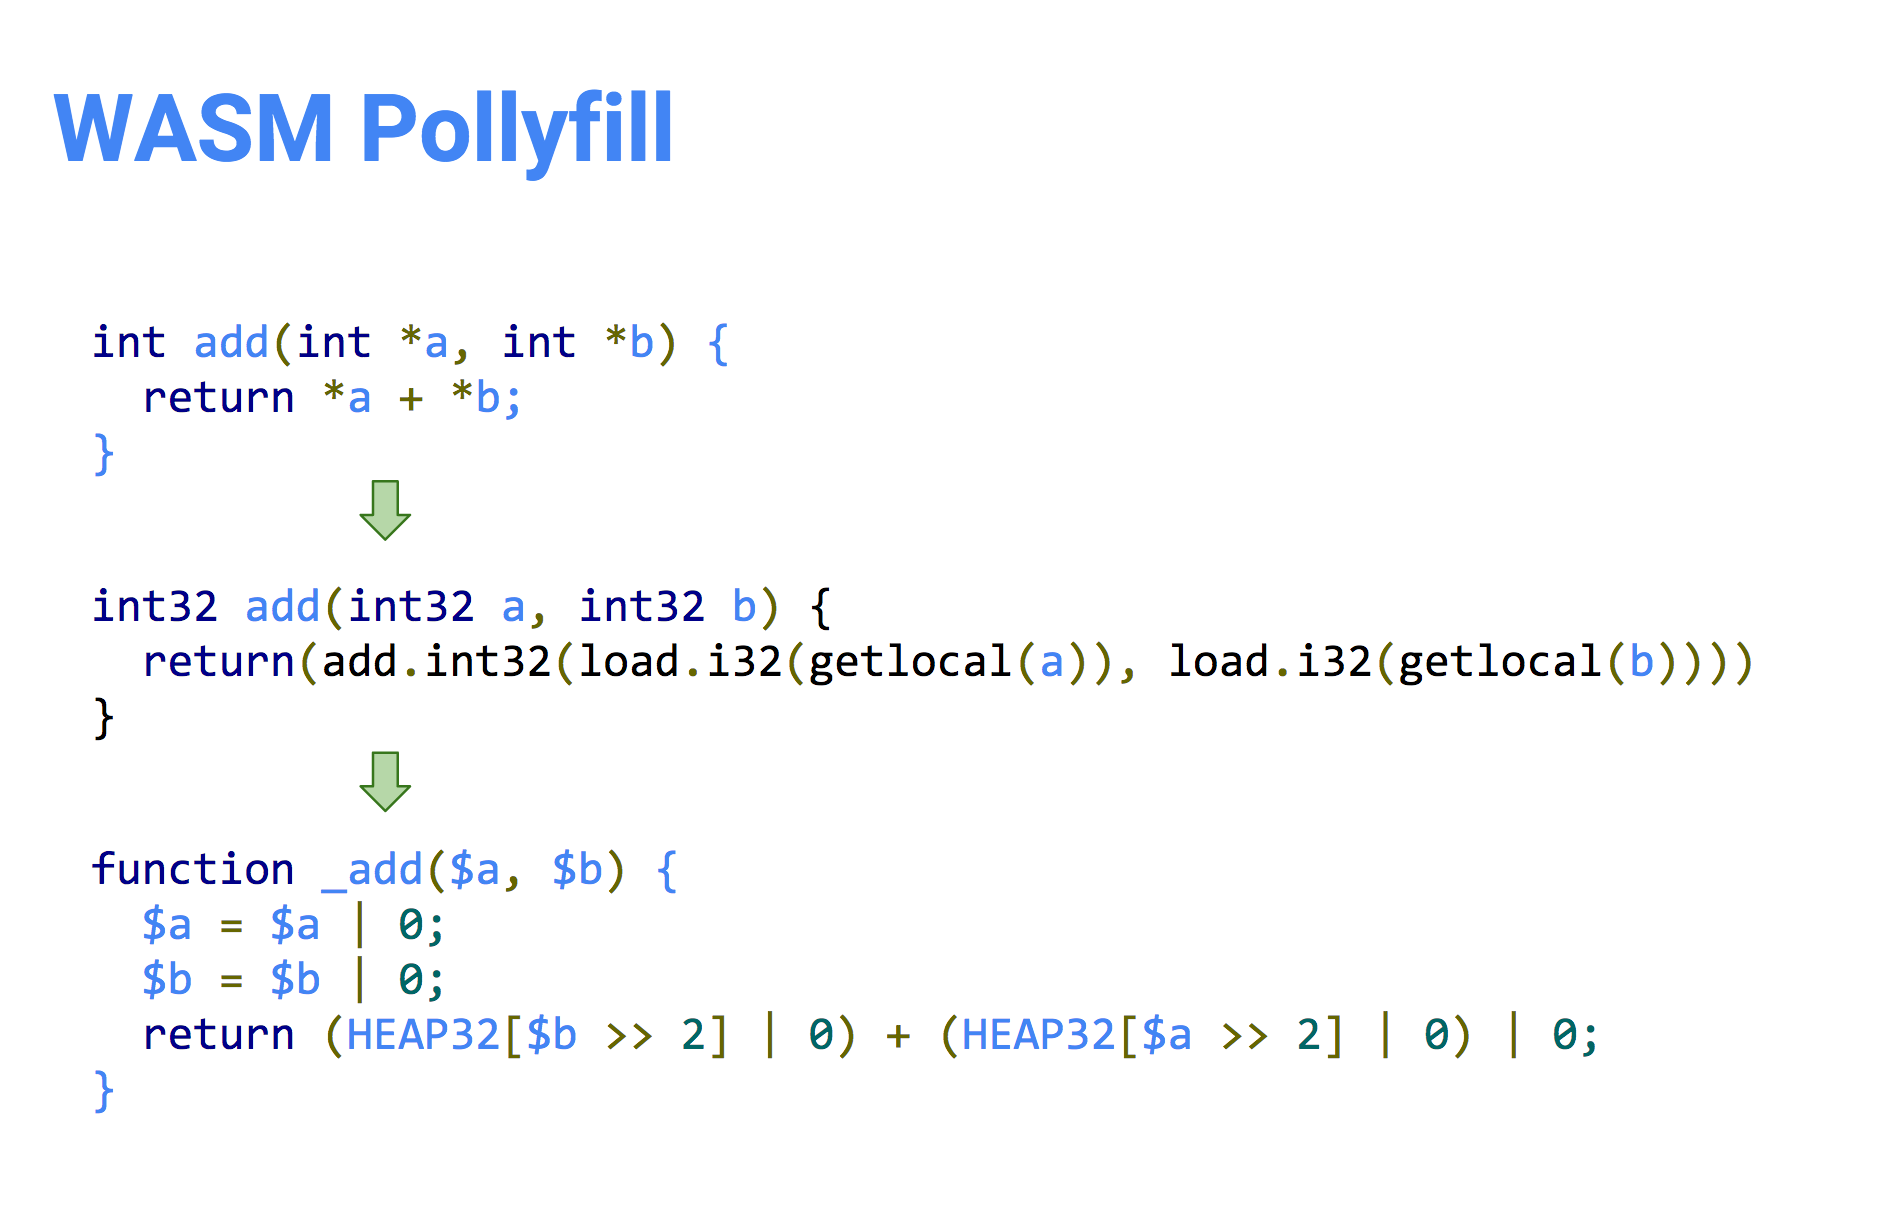 WASM Pollyfill
int add(int *a, int *b) {
  return *a + *b;
}
int32 add(int32 a, int32 b) {
  return(add.int32(load.i32(getlocal(a)), load.i32(getlocal(b))))
}
function _add($a, $b) {
  $a = $a | 0;
  $b = $b | 0;
  return (HEAP32[$b >> 2] | 0) + (HEAP32[$a >> 2] | 0) | 0;
}